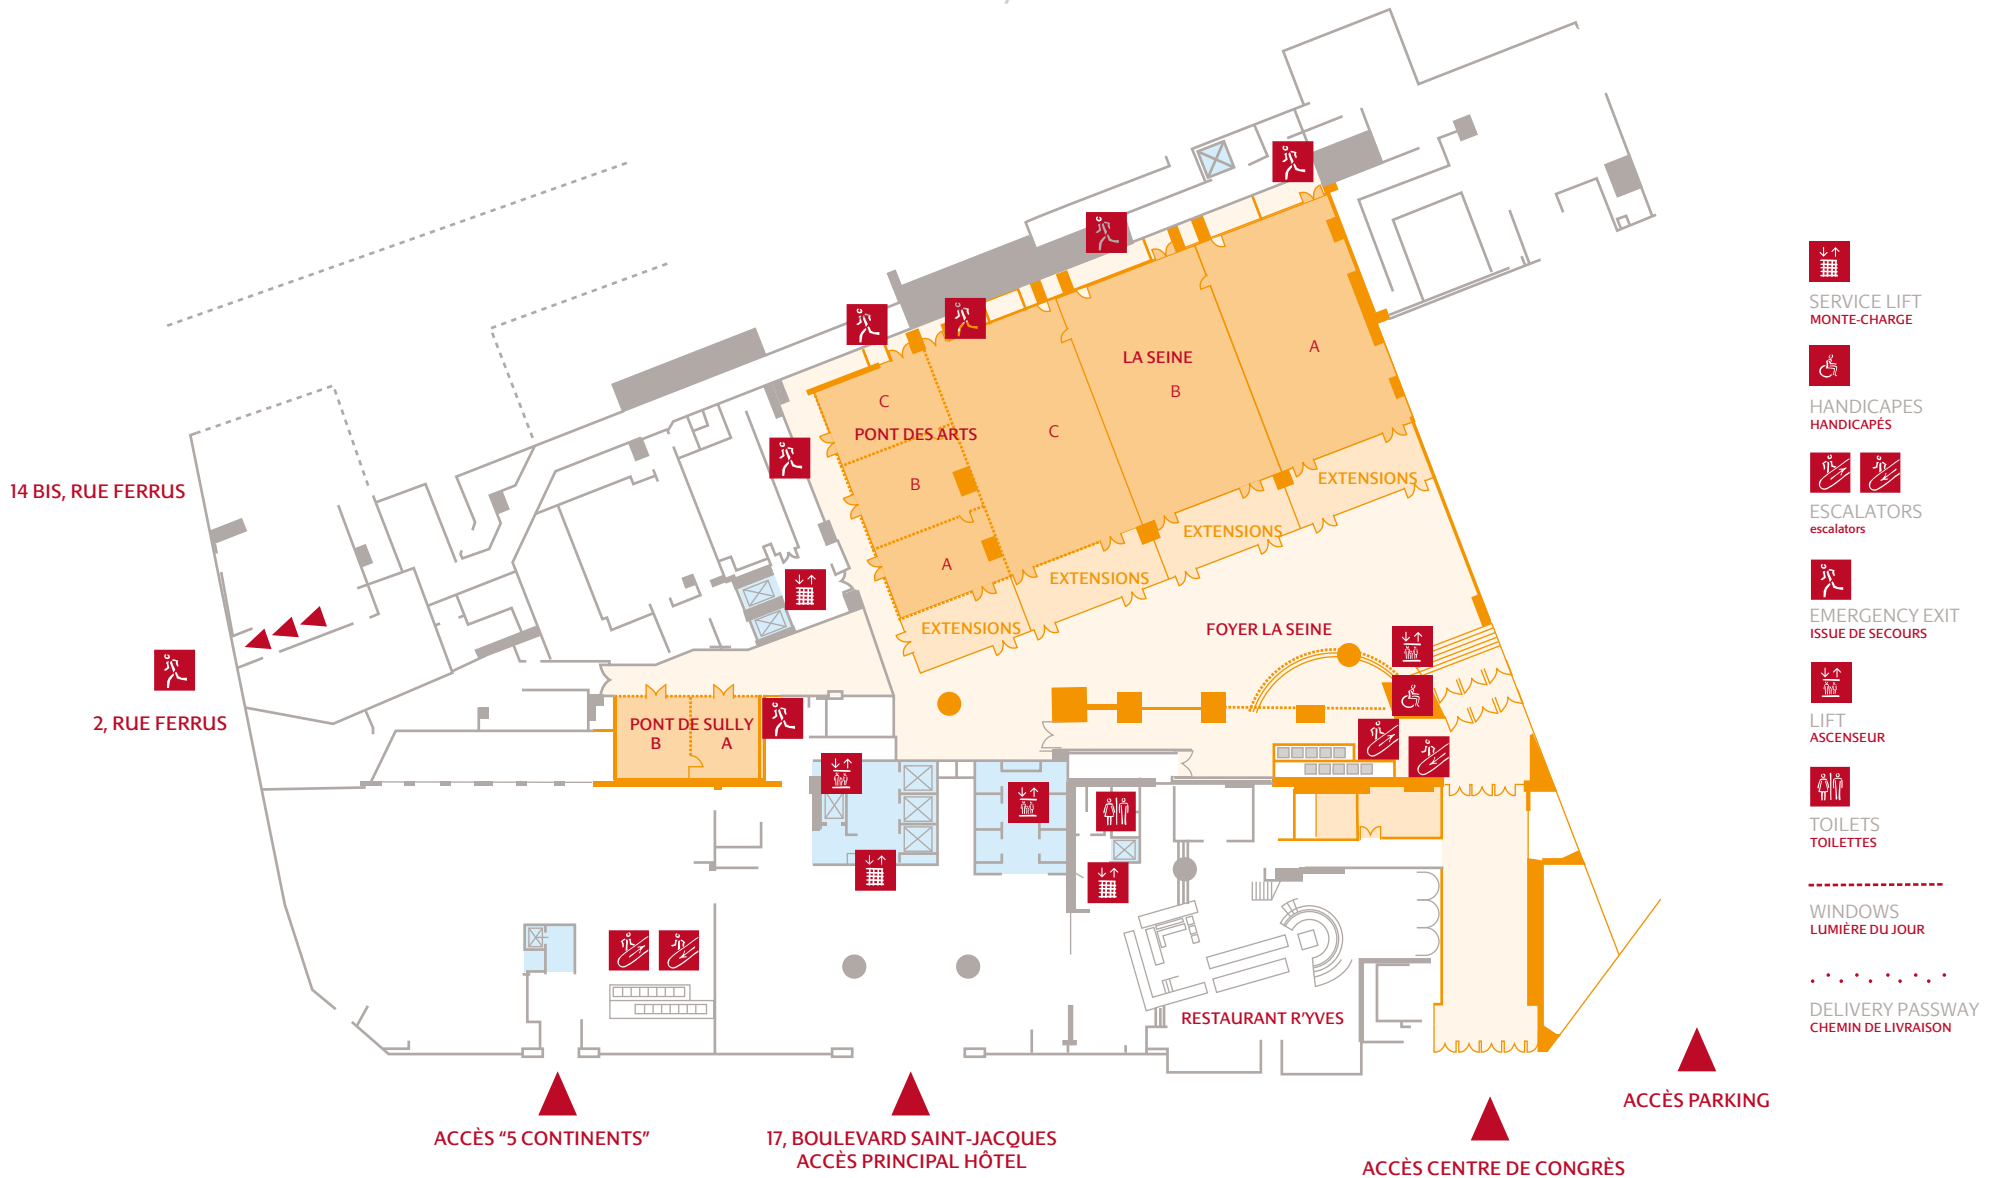 14 BIS, RUE FERRUS
2, RUE FERRUS
LA SEINE
A
B
C
C
PONT DES ARTS
B
A
EXTENSIONS
EXTENSIONS
EXTENSIONS
EXTENSIONS
FOYER LA SEINE
PONT DE SULLY
B
A
RESTAURANT R'YVES
ACCÈS “5 CONTINENTS”
17, BOULEVARD SAINT-JACQUES
ACCÈS PRINCIPAL HÔTEL
ACCÈS CENTRE DE CONGRÈS
ACCÈS PARKING
SERVICE LIFT
MONTE-CHARGE
HANDICAPES
HANDICAPÉS
ESCALATORS
escalators
EMERGENCY EXIT
ISSUE DE SECOURS
LIFT
ASCENSEUR
TOILETS
TOILETTES
WINDOWS
LUMIÈRE DU JOUR
DELIVERY PASSWAY
CHEMIN DE LIVRAISON